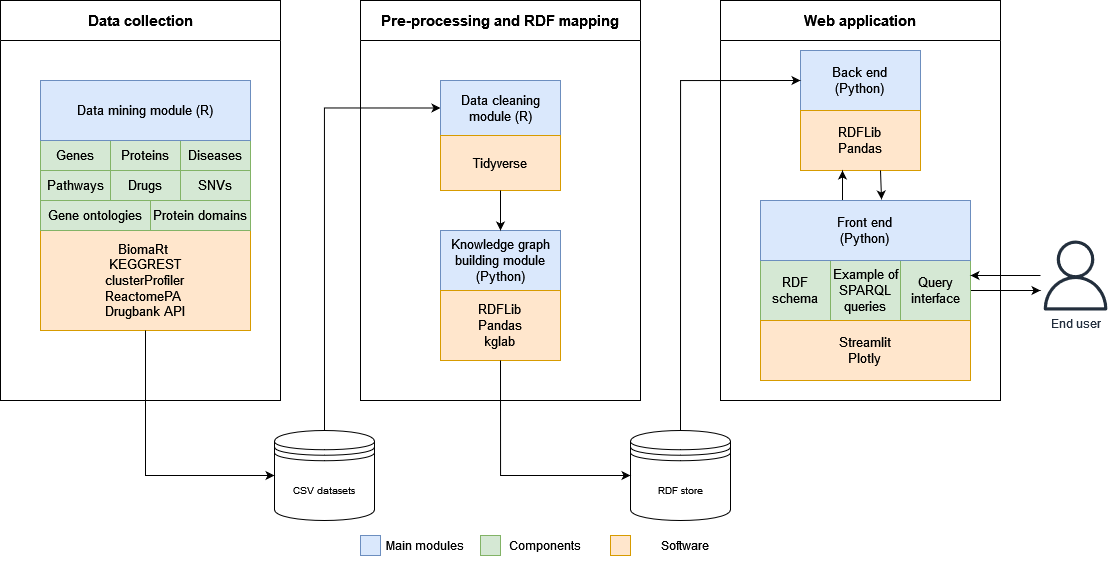 Data collection
Data mining module (R)
Genes
Proteins
Diseases
Pathways
Drugs
SNVs
Gene ontologies
Protein domains
BiomaRt
KEGGREST
clusterProfiler
ReactomePA
Drugbank API
CSV datasets
Pre-processing and RDF mapping
Data cleaning
module (R)
Tidyverse
Knowledge graph
building module
(Python)
RDFLib
Pandas
kglab
RDF store
Web application
Back end
(Python)
RDFLib
Pandas
Front end
(Python)
RDF
schema
Example of
SPARQL
queries
Query
interface
Streamlit
Plotly
End user
Main modules
Components
Software